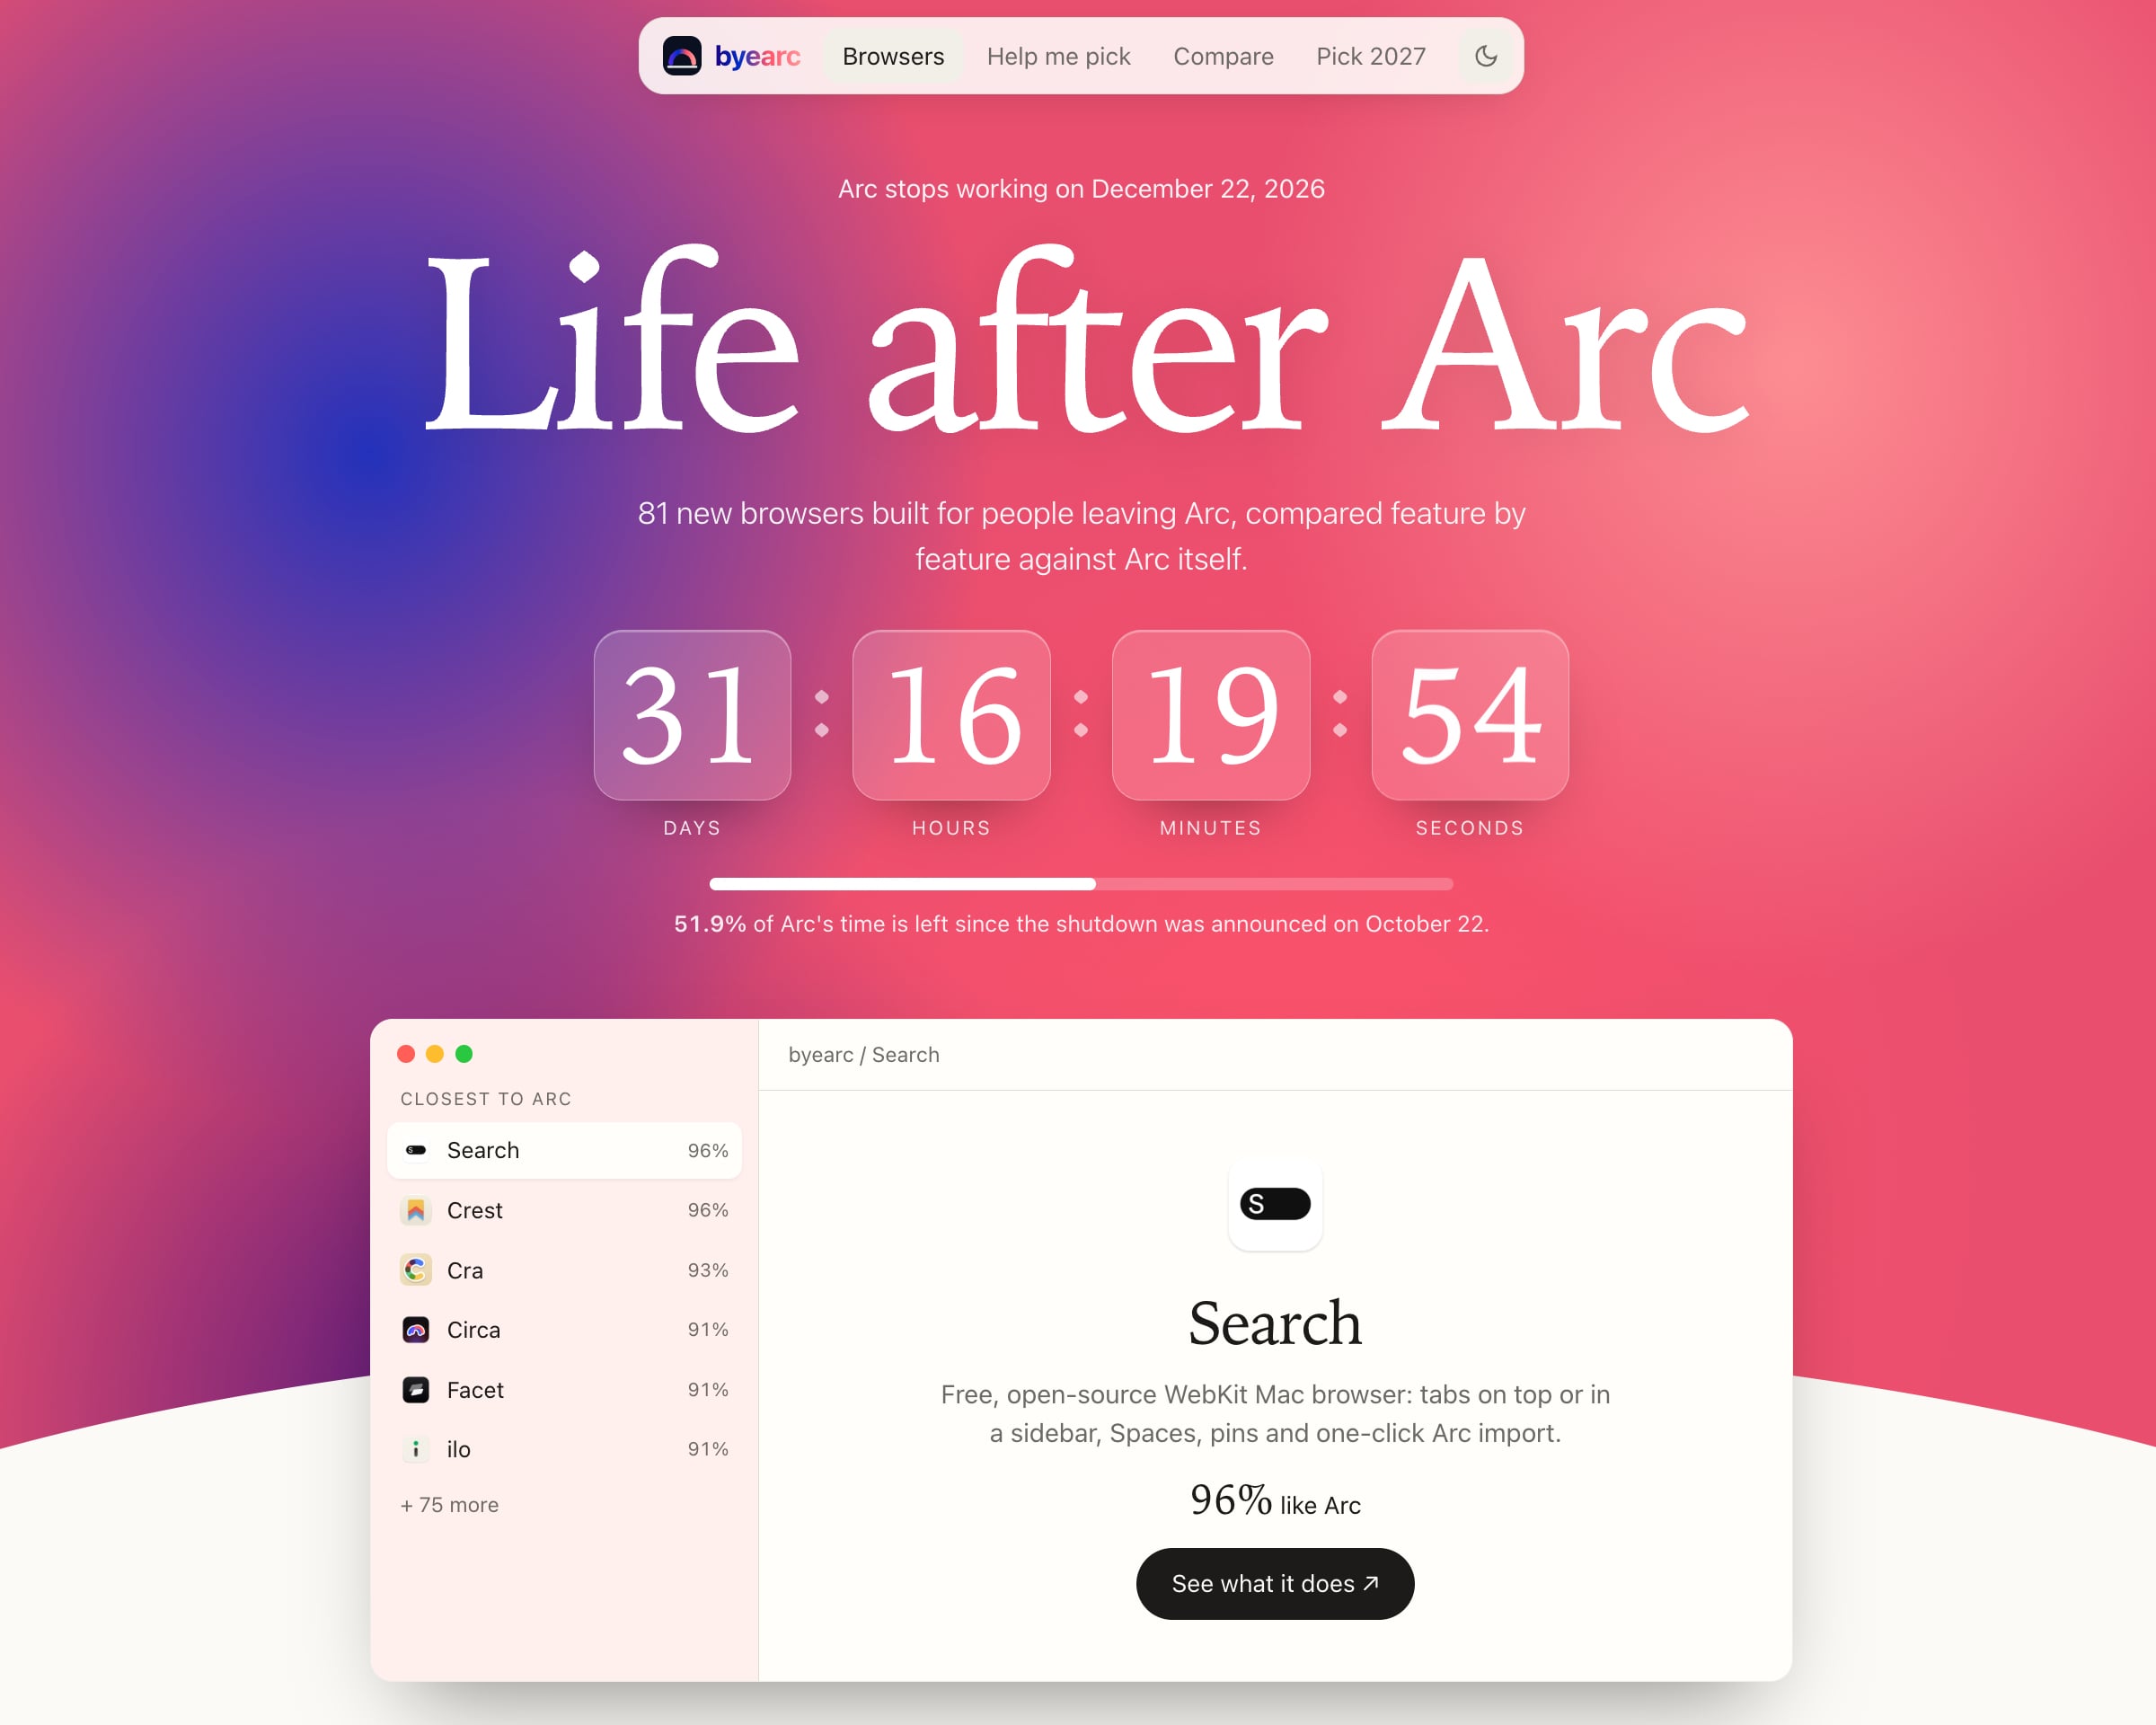 byearc Browsers Help me pick Compare Pick 2027
Arc stops working on December 22, 2026
Life after Arc
81 new browsers built for people leaving Arc, compared feature by
feature against Arc itself.
31 : 16 : 19 : 54
DAYS HOURS MINUTES SECONDS
51.9% of Arc's time is left since the shutdown was announced on October 22.
CLOSEST TO ARC
Search 96%
Crest 96%
Cra 93%
Circa 91%
Facet 91%
ilo 91%
+ 75 more
byearc / Search
S
Search
Free, open-source WebKit Mac browser: tabs on top or in
a sidebar, Spaces, pins and one-click Arc import.
96% like Arc
See what it does ↗